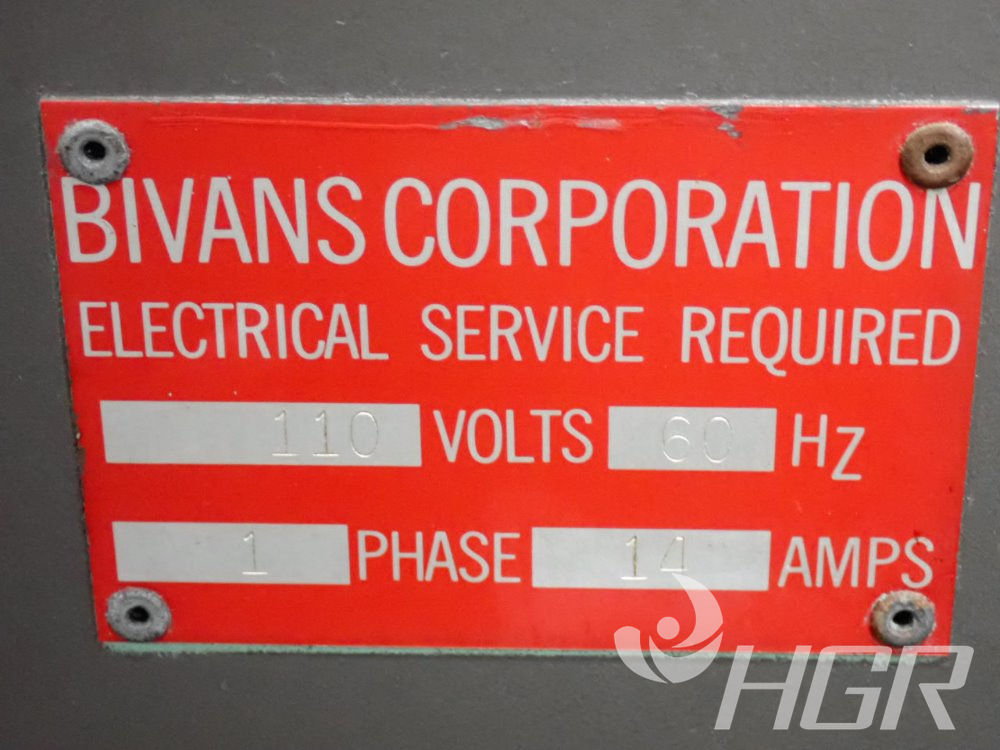 BIVANS CORPORATION
ELECTRICAL SERVICE REQUIRED
110 VOLTS 60 HZ
1 PHASE 14 AMPS
HGR